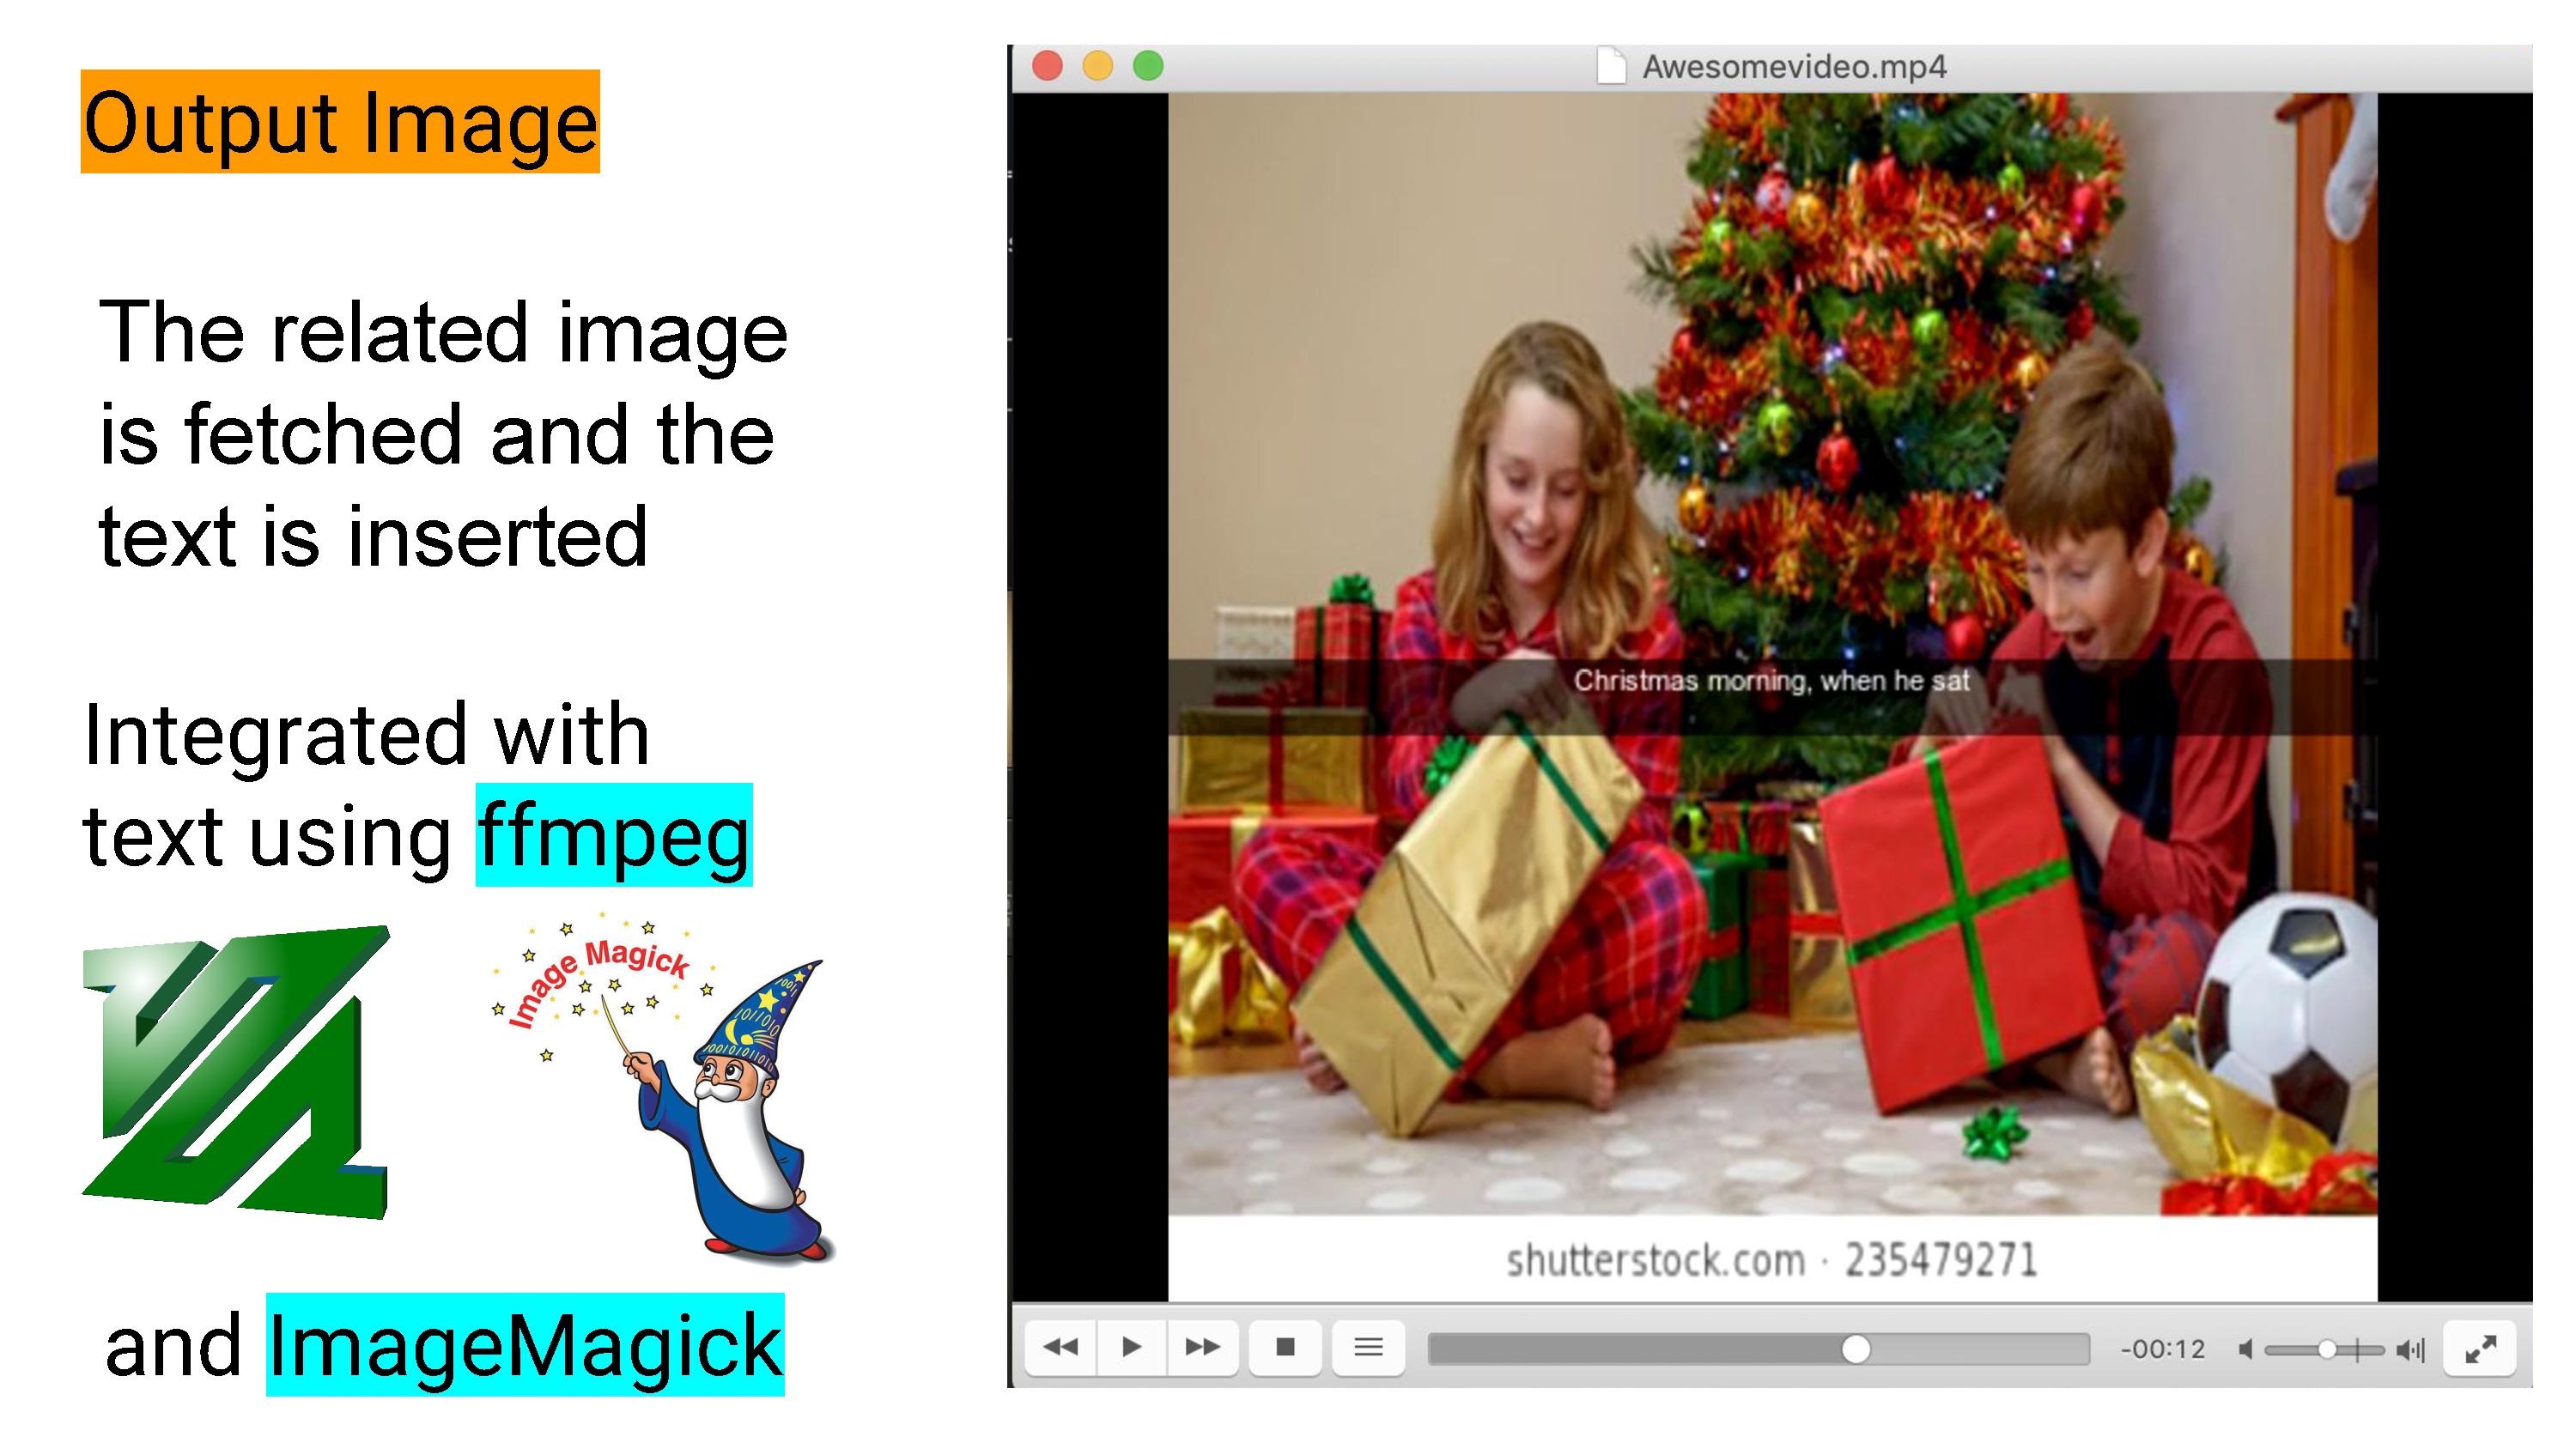 Output Image
The related image
is fetched and the
text is inserted
Integrated with
text using ffmpeg
Image Magick
and ImageMagick
Awesomevideo.mp4
Christmas morning, when he sat
shutterstock.com · 235479271
-00:12